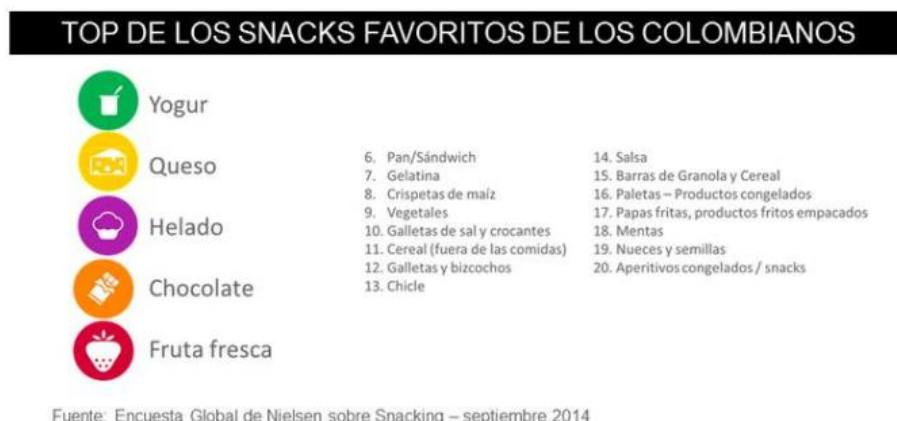 TOP DE LOS SNACKS FAVORITOS DE LOS COLOMBIANOS
Yogur
Queso
Helado
Chocolate
Fruta fresca
6. Pan/Sándwich
7. Gelatina
8. Crispetas de maíz
9. Vegetales
10. Galletas de sal y crocantes
11. Cereal (fuera de las comidas)
12. Galletas y bizcochos
13. Chicle
14. Salsa
15. Barras de Granola y Cereal
16. Paletas – Productos congelados
17. Papas fritas, productos fritos empacados
18. Mentas
19. Nueces y semillas
20. Aperitivos congelados / snacks
Fuente: Encuesta Global de Nielsen sobre Snacking – septiembre 2014